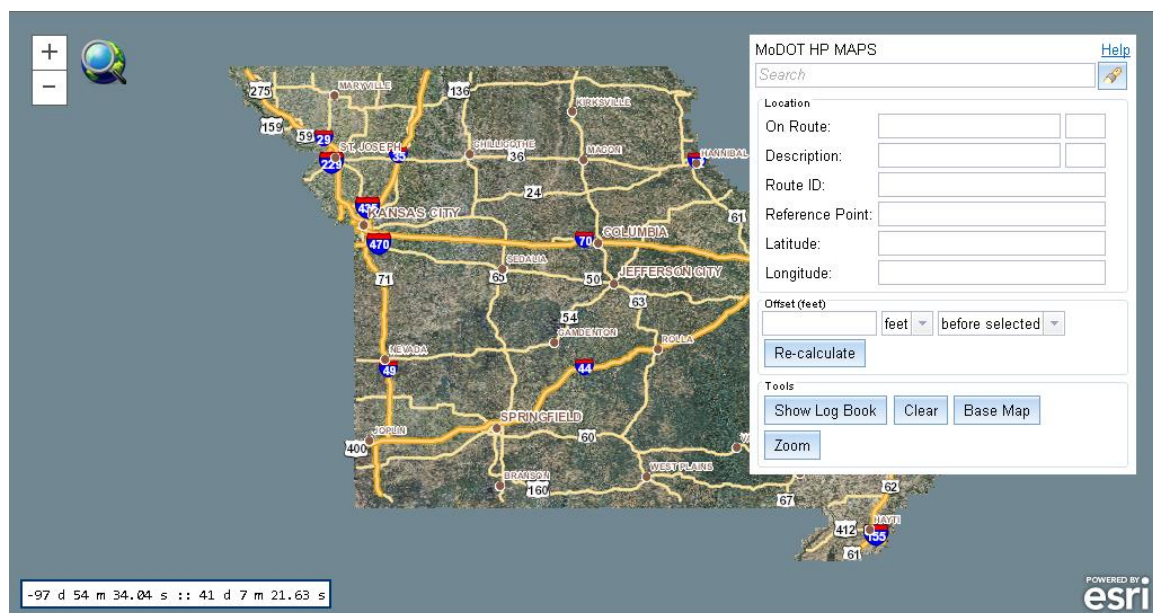 +
−
MoDOT HP MAPS
Help
Search
Location
On Route:
Description:
Route ID:
Reference Point:
Latitude:
Longitude:
Offset (feet)
feet
before selected
Re-calculate
Tools
Show Log Book
Clear
Base Map
Zoom
275
MARYVILLE
136
KIRKSVILLE
159
59
29
ST. JOSEPH
35
CHILLICOTHE
36
MACON
HANNIBAL
229
24
435
KANSAS CITY
61
470
70
COLUMBIA
SEDALIA
71
65
50
JEFFERSON CITY
63
54
CAMDENTON
ROLLA
NEVADA
49
44
SPRINGFIELD
JOPLIN
400
60
WEST PLAINS
BRANSON
160
67
62
412
HAYTI
155
61
-97 d 54 m 34.04 s :: 41 d 7 m 21.63 s
POWERED BY
esri